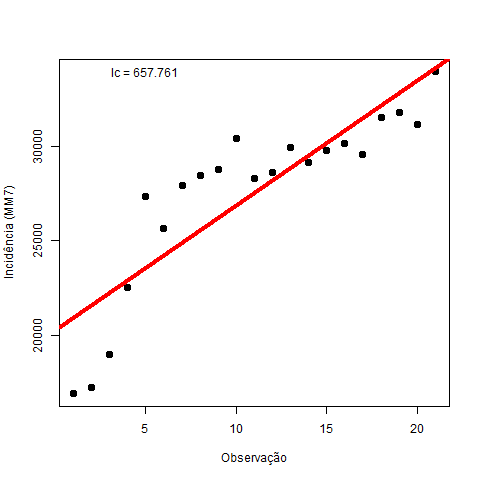 Ic = 657.761
30000
25000
20000
Incidência (MM7)
5 10 15 20
Observação